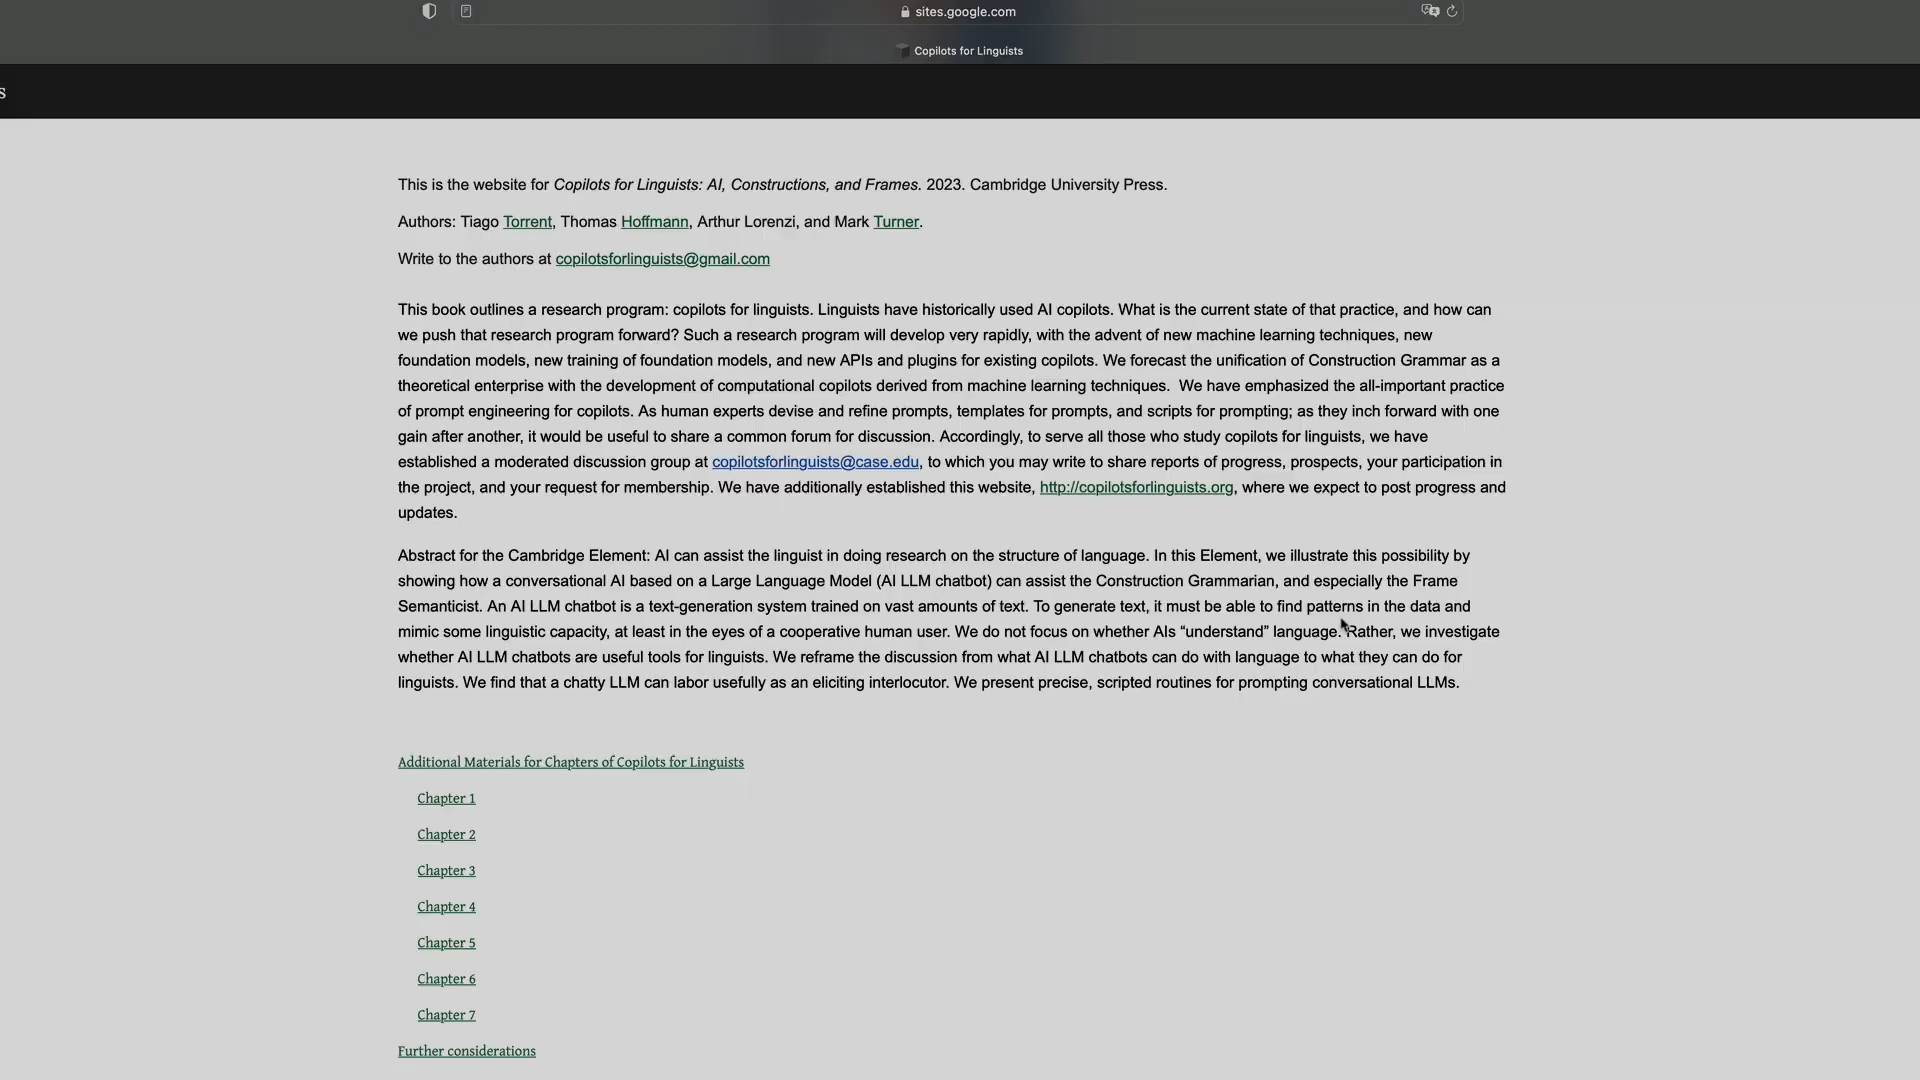 sites.google.com
Copilots for Linguists
s
This is the website for Copilots for Linguists: AI, Constructions, and Frames. 2023. Cambridge University Press.
Authors: Tiago Torrent, Thomas Hoffmann, Arthur Lorenzi, and Mark Turner.
Write to the authors at copilotsforlinguists@gmail.com
This book outlines a research program: copilots for linguists. Linguists have historically used AI copilots. What is the current state of that practice, and how can
we push that research program forward? Such a research program will develop very rapidly, with the advent of new machine learning techniques, new
foundation models, new training of foundation models, and new APIs and plugins for existing copilots. We forecast the unification of Construction Grammar as a
theoretical enterprise with the development of computational copilots derived from machine learning techniques.  We have emphasized the all-important practice
of prompt engineering for copilots. As human experts devise and refine prompts, templates for prompts, and scripts for prompting; as they inch forward with one
gain after another, it would be useful to share a common forum for discussion. Accordingly, to serve all those who study copilots for linguists, we have
established a moderated discussion group at copilotsforlinguists@case.edu, to which you may write to share reports of progress, prospects, your participation in
the project, and your request for membership. We have additionally established this website, http://copilotsforlinguists.org, where we expect to post progress and
updates.
Abstract for the Cambridge Element: AI can assist the linguist in doing research on the structure of language. In this Element, we illustrate this possibility by
showing how a conversational AI based on a Large Language Model (AI LLM chatbot) can assist the Construction Grammarian, and especially the Frame
Semanticist. An AI LLM chatbot is a text-generation system trained on vast amounts of text. To generate text, it must be able to find patterns in the data and
mimic some linguistic capacity, at least in the eyes of a cooperative human user. We do not focus on whether AIs “understand” language. Rather, we investigate
whether AI LLM chatbots are useful tools for linguists. We reframe the discussion from what AI LLM chatbots can do with language to what they can do for
linguists. We find that a chatty LLM can labor usefully as an eliciting interlocutor. We present precise, scripted routines for prompting conversational LLMs.
Additional Materials for Chapters of Copilots for Linguists
Chapter 1
Chapter 2
Chapter 3
Chapter 4
Chapter 5
Chapter 6
Chapter 7
Further considerations